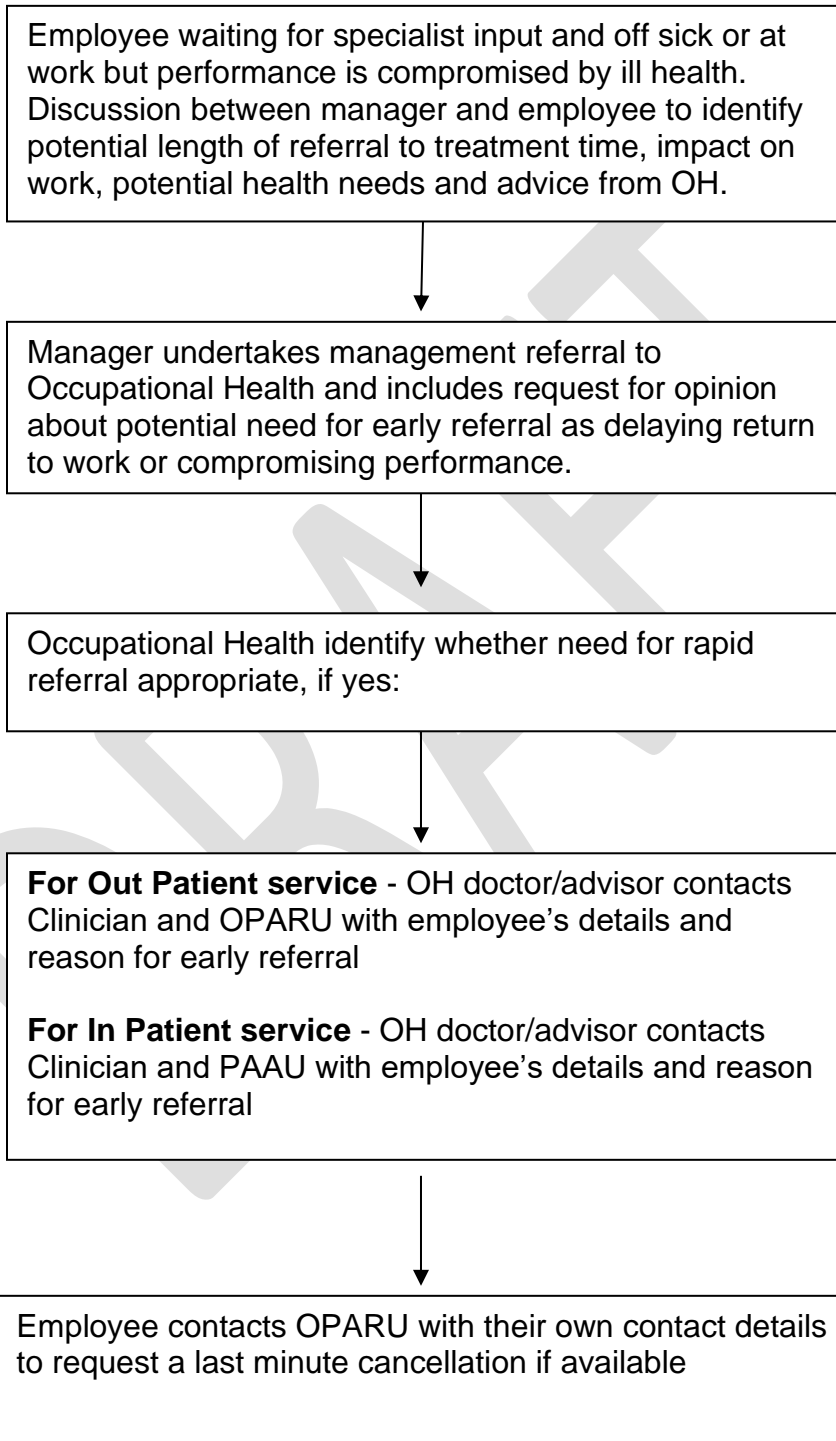 Employee waiting for specialist input and off sick or at
work but performance is compromised by ill health.
Discussion between manager and employee to identify
potential length of referral to treatment time, impact on
work, potential health needs and advice from OH.
Manager undertakes management referral to
Occupational Health and includes request for opinion
about potential need for early referral as delaying return
to work or compromising performance.
Occupational Health identify whether need for rapid
referral appropriate, if yes:
For Out Patient service - OH doctor/advisor contacts
Clinician and OPARU with employee's details and
reason for early referral
For In Patient service - OH doctor/advisor contacts
Clinician and PAAU with employee's details and reason
for early referral
Employee contacts OPARU with their own contact details
to request a last minute cancellation if available
DRAFT